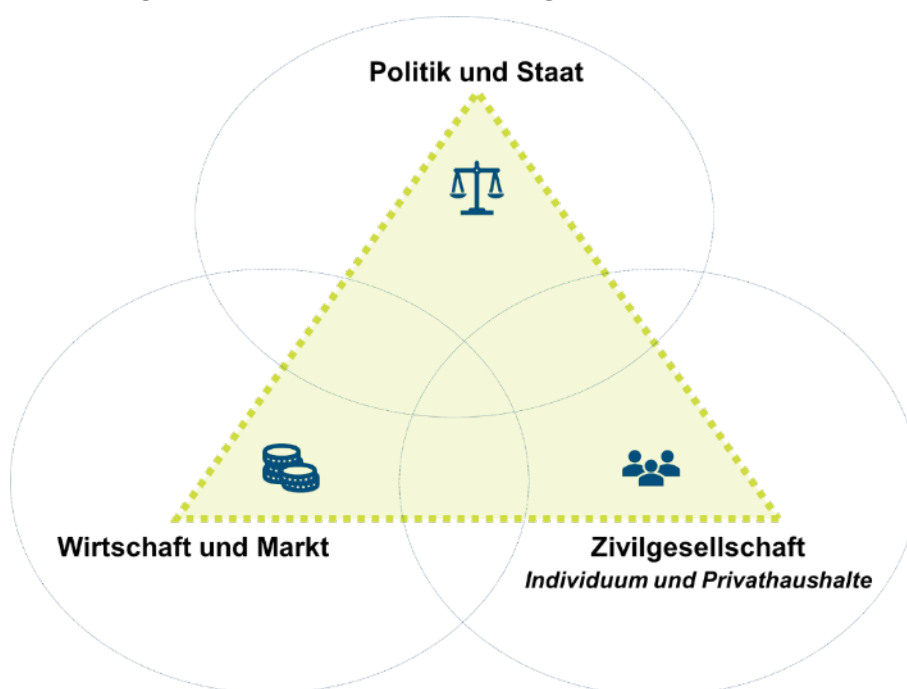 Politik und Staat
Wirtschaft und Markt
Zivilgesellschaft
Individuum und Privathaushalte